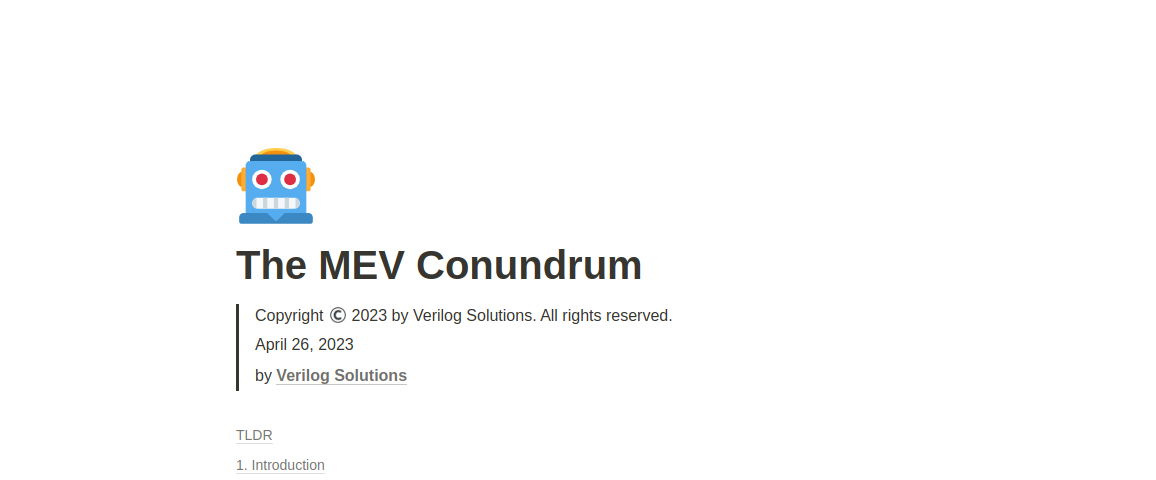 The MEV Conundrum
Copyright © 2023 by Verilog Solutions. All rights reserved.
April 26, 2023
by Verilog Solutions
TLDR
1. Introduction